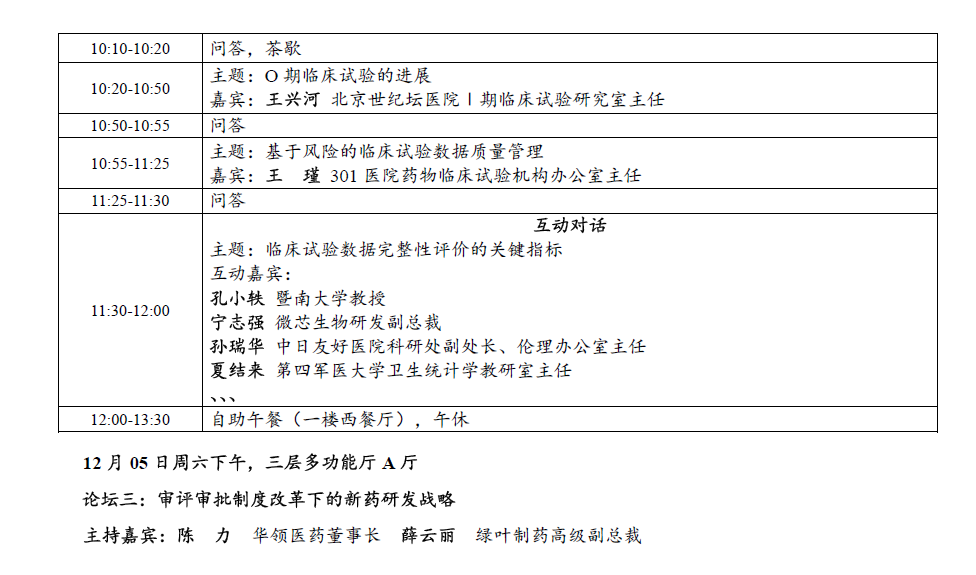 10:10-10:20 问答，茶歇
10:20-10:50 主题：O 期临床试验的进展
嘉宾：王兴河 北京世纪坛医院 I 期临床试验研究室主任
10:50-10:55 问答
10:55-11:25 主题：基于风险的临床试验数据质量管理
嘉宾：王　瑾 301 医院药物临床试验机构办公室主任
11:25-11:30 问答
11:30-12:00 互动对话
主题：临床试验数据完整性评价的关键指标
互动嘉宾：
孔小轶 暨南大学教授
宁志强 微芯生物研发副总裁
孙瑞华 中日友好医院科研处副处长、伦理办公室主任
夏结来 第四军医大学卫生统计学教研室主任
、、、
12:00-13:30 自助午餐（一楼西餐厅），午休
12 月 05 日周六下午，三层多功能厅 A 厅
论坛三：审评审批制度改革下的新药研发战略
主持嘉宾：陈　力　华领医药董事长　薛云丽　绿叶制药高级副总裁